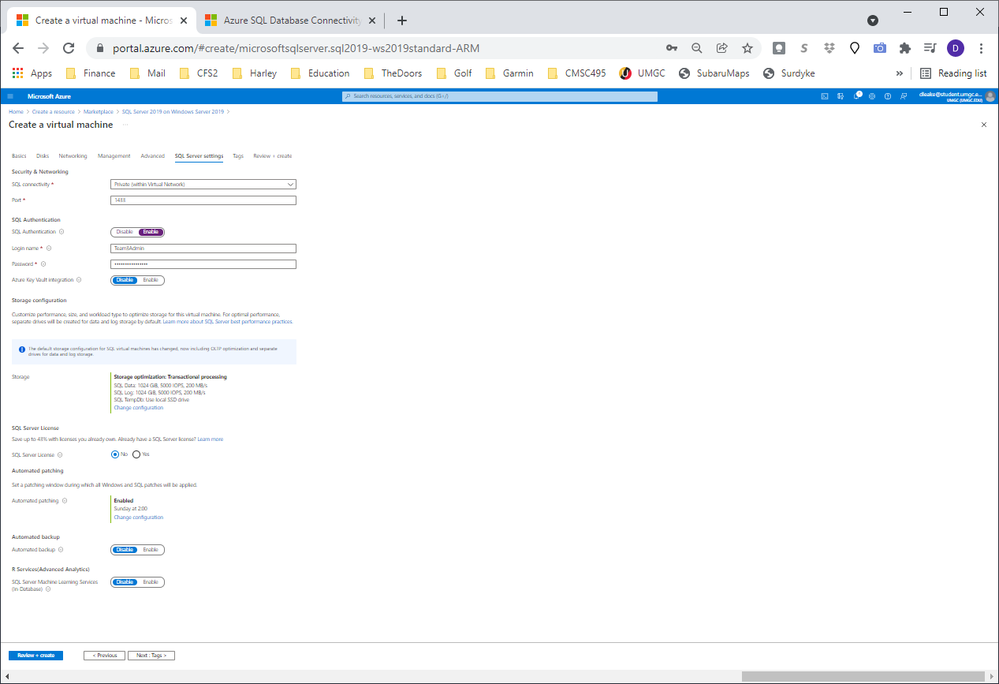 Create a virtual machine - Micros
Azure SQL Database Connectivity
portal.azure.com/#create/microsoftsqlserver.sql2019-ws2019standard-ARM
D
Apps
Finance
Mail
CFS2
Harley
Education
TheDoors
Golf
Garmin
CMSC495
UMGC
SubaruMaps
Surdyke
»
Reading list
Microsoft Azure
Search resources, services, and docs (G+/)
dleake@student.umgc.e...
UMGC (UMGC.EDU)
Home > Create a resource > Marketplace > SQL Server 2019 on Windows Server 2019 >
Create a virtual machine ...
Basics Disks Networking Management Advanced SQL Server settings Tags Review + create
Security & Networking
SQL connectivity * Private (within Virtual Network)
Port * 1433
SQL Authentication
SQL Authentication Disable Enable
Login name * Team3Admin
Password * ••••••••••••••••
Azure Key Vault integration Disable Enable
Storage configuration
Customize performance, size, and workload type to optimize storage for this virtual machine. For optimal performance,
separate drives will be created for data and log storage by default. Learn more about SQL Server best performance practices.
The default storage configuration for SQL virtual machines has changed, now including OLTP optimization and separate
drives for data and log storage.
Storage Storage optimization: Transactional processing
SQL Data: 1024 GiB, 5000 IOPS, 200 MB/s
SQL Log: 1024 GiB, 5000 IOPS, 200 MB/s
SQL TempDb: Use local SSD drive
Change configuration
SQL Server License
Save up to 43% with licenses you already own. Already have a SQL Server license? Learn more
SQL Server License No Yes
Automated patching
Set a patching window during which all Windows and SQL patches will be applied.
Automated patching Enabled
Sunday at 2:00
Change configuration
Automated backup
Automated backup Disable Enable
R Services(Advanced Analytics)
SQL Server Machine Learning Services Disable Enable
(In-Database)
Review + create < Previous Next : Tags >